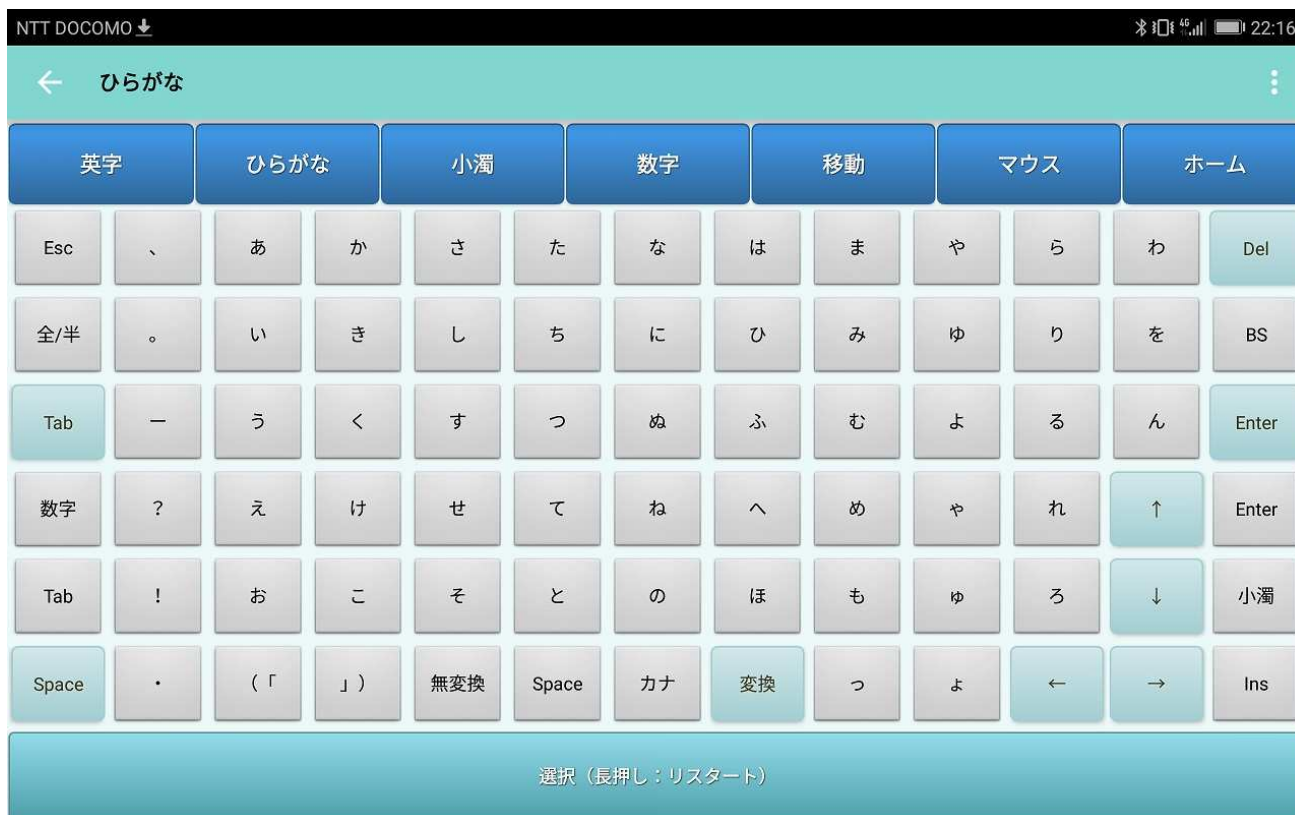 NTT DOCOMO 4G 22:16
ひらがな
英字 ひらがな 小濁 数字 移動 マウス ホーム
Esc 、 あ か さ た な は ま や ら わ Del
全/半 。 い き し ち に ひ み ゆ り を BS
Tab ー う く す つ ぬ ふ む よ る ん Enter
数字 ? え け せ て ね へ め ゃ れ ↑ Enter
Tab ! お こ そ と の ほ も ゅ ろ ↓ 小濁
Space ・ (「 」) 無変換 Space カナ 変換 っ ょ ← → Ins
選択(長押し:リスタート)